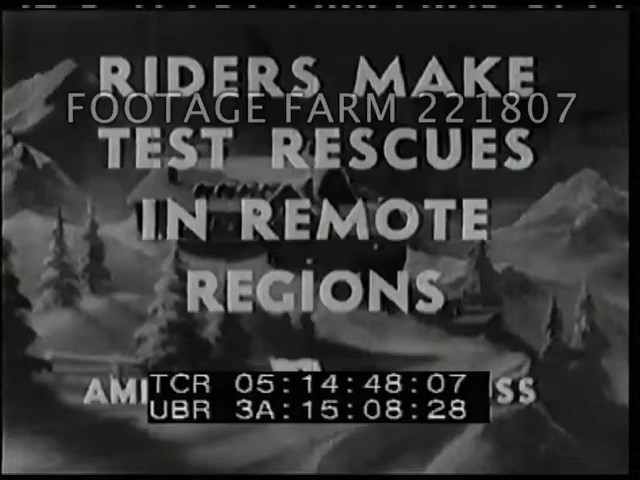 RIDERS MAKE
FOOTAGE FARM 221807
TEST RESCUES
IN REMOTE
REGIONS
TCR 05:14:48:07
UBR 3A:15:08:28